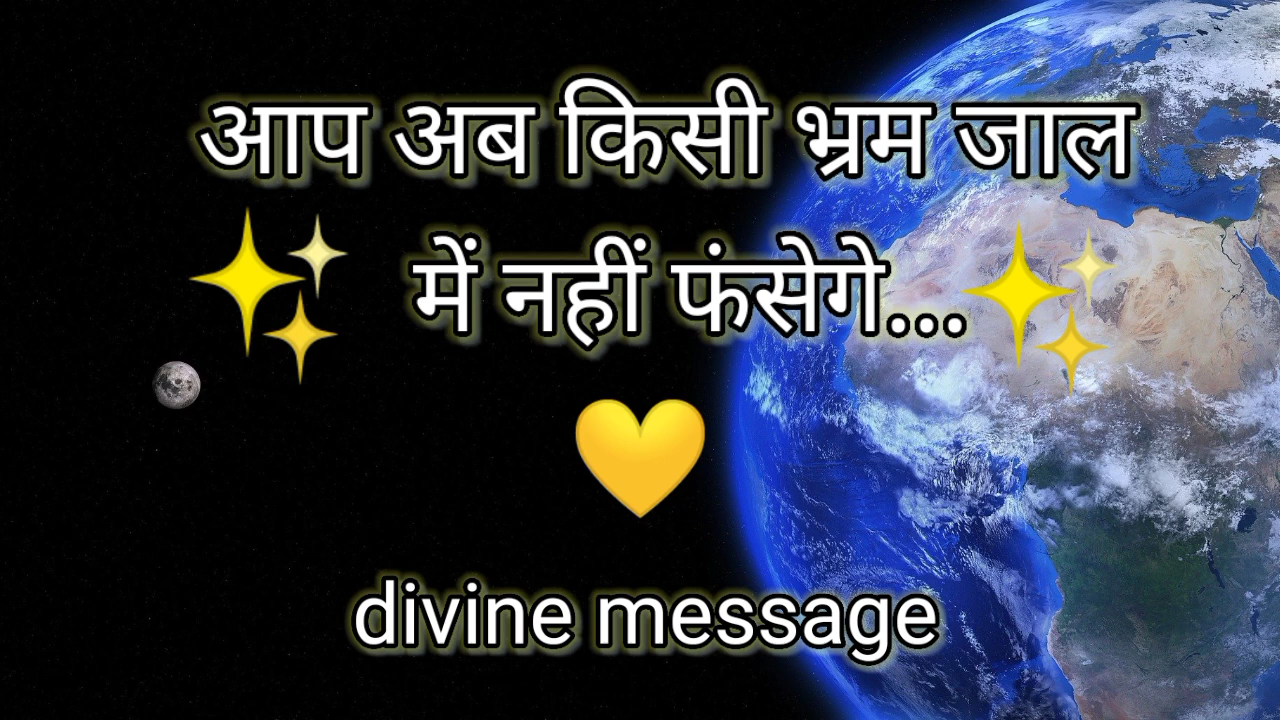 आप अब किसी भ्रम जाल
✨ में नहीं फंसेगे...✨
💛
divine message